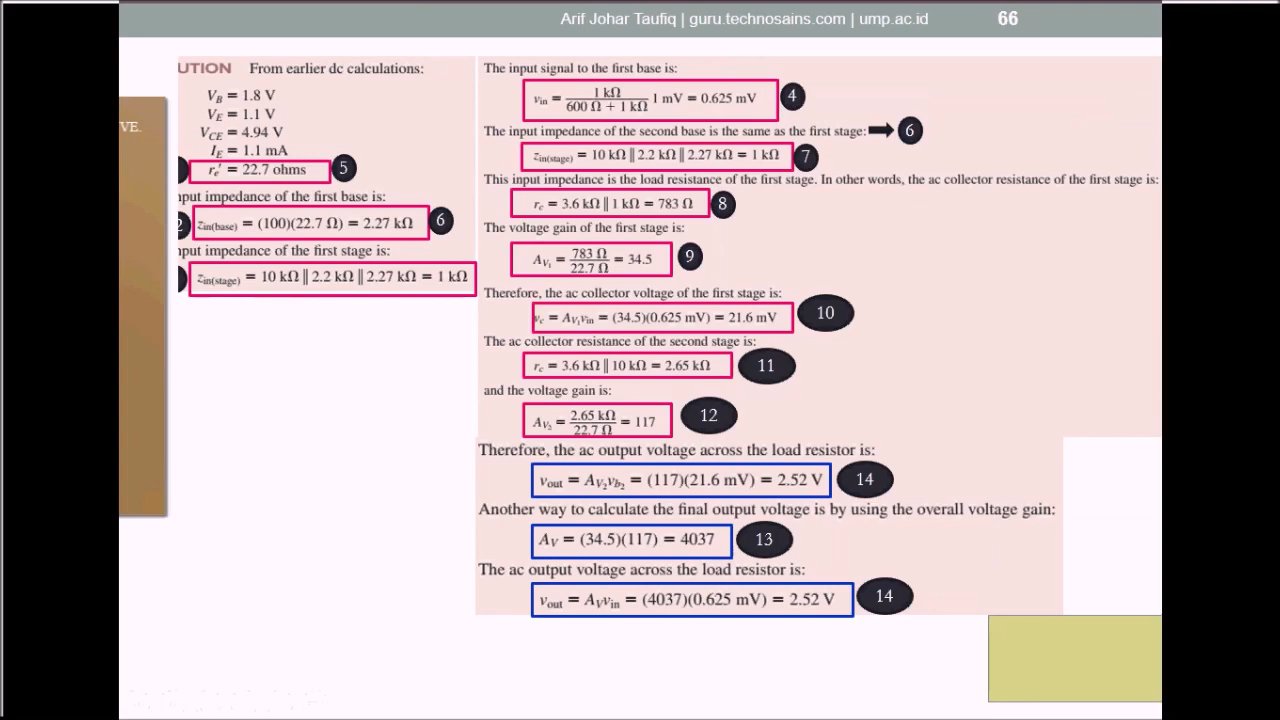 Arif Johar Taufiq | guru.technosains.com | ump.ac.id 66
VE.
UTION From earlier dc calculations:
V_B = 1.8 V
V_E = 1.1 V
V_CE = 4.94 V
I_E = 1.1 mA
r_e' = 22.7 ohms 5
nput impedance of the first base is:
2 z_in(base) = (100)(22.7 Ω) = 2.27 kΩ 6
nput impedance of the first stage is:
z_in(stage) = 10 kΩ || 2.2 kΩ || 2.27 kΩ = 1 kΩ
The input signal to the first base is:
v_in = 1 kΩ / 600 Ω + 1 kΩ 1 mV = 0.625 mV 4
The input impedance of the second base is the same as the first stage: 6
z_in(stage) = 10 kΩ || 2.2 kΩ || 2.27 kΩ = 1 kΩ 7
This input impedance is the load resistance of the first stage. In other words, the ac collector resistance of the first stage is:
r_c = 3.6 kΩ || 1 kΩ = 783 Ω 8
The voltage gain of the first stage is:
A_V1 = 783 Ω / 22.7 Ω = 34.5 9
Therefore, the ac collector voltage of the first stage is:
v_c = A_V1 v_in = (34.5)(0.625 mV) = 21.6 mV 10
The ac collector resistance of the second stage is:
r_c = 3.6 kΩ || 10 kΩ = 2.65 kΩ 11
and the voltage gain is:
A_V2 = 2.65 kΩ / 22.7 Ω = 117 12
Therefore, the ac output voltage across the load resistor is:
v_out = A_V2 v_b2 = (117)(21.6 mV) = 2.52 V 14
Another way to calculate the final output voltage is by using the overall voltage gain:
A_V = (34.5)(117) = 4037 13
The ac output voltage across the load resistor is:
v_out = A_V v_in = (4037)(0.625 mV) = 2.52 V 14